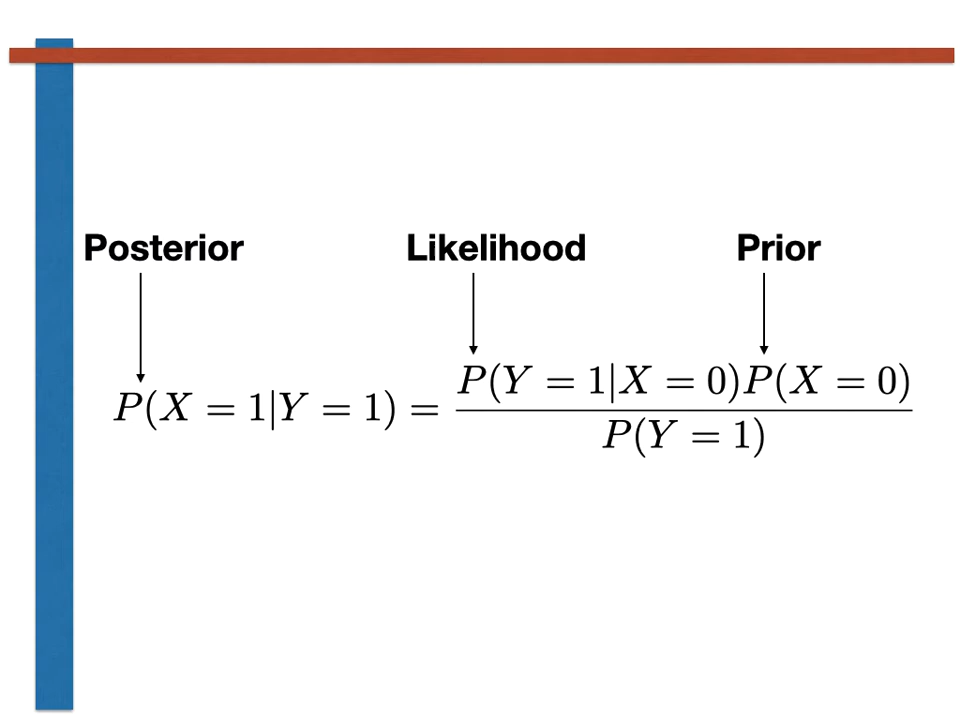 Posterior Likelihood Prior
P(X = 1|Y = 1) = P(Y = 1|X = 0)P(X = 0)
P(Y = 1)